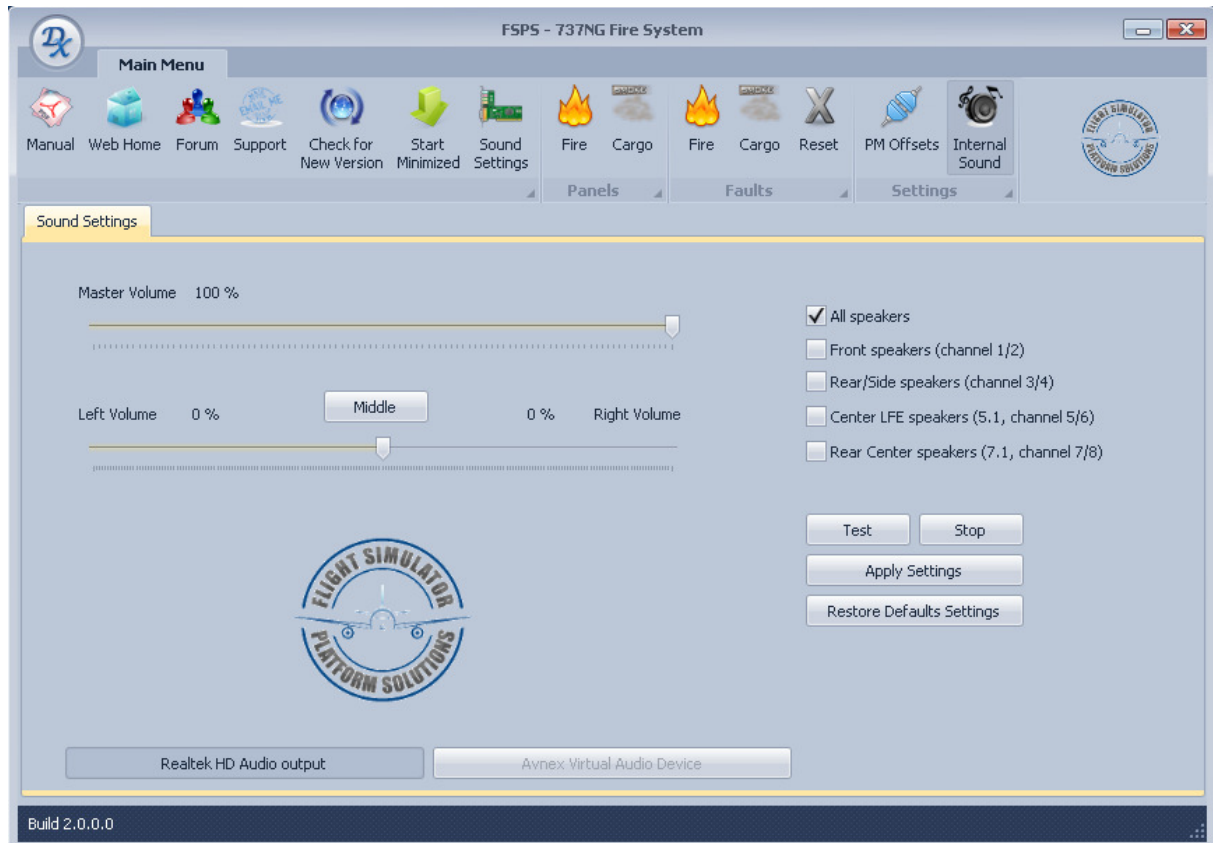 FSPS - 737NG Fire System
Main Menu
Manual
Web Home
Forum
Support
Check for
New Version
Start
Minimized
Sound
Settings
Fire
Cargo
Fire
Cargo
Reset
PM Offsets
Internal
Sound
Panels
Faults
Settings
FLIGHT SIMULATOR
PLATFORM SOLUTIONS
Sound Settings
Master Volume 100 %
All speakers
Front speakers (channel 1/2)
Rear/Side speakers (channel 3/4)
Left Volume 0 % Middle 0 % Right Volume
Center LFE speakers (5.1, channel 5/6)
Rear Center speakers (7.1, channel 7/8)
Test Stop
Apply Settings
Restore Defaults Settings
FLIGHT SIMULATOR
PLATFORM SOLUTIONS
Realtek HD Audio output
Avnex Virtual Audio Device
Build 2.0.0.0